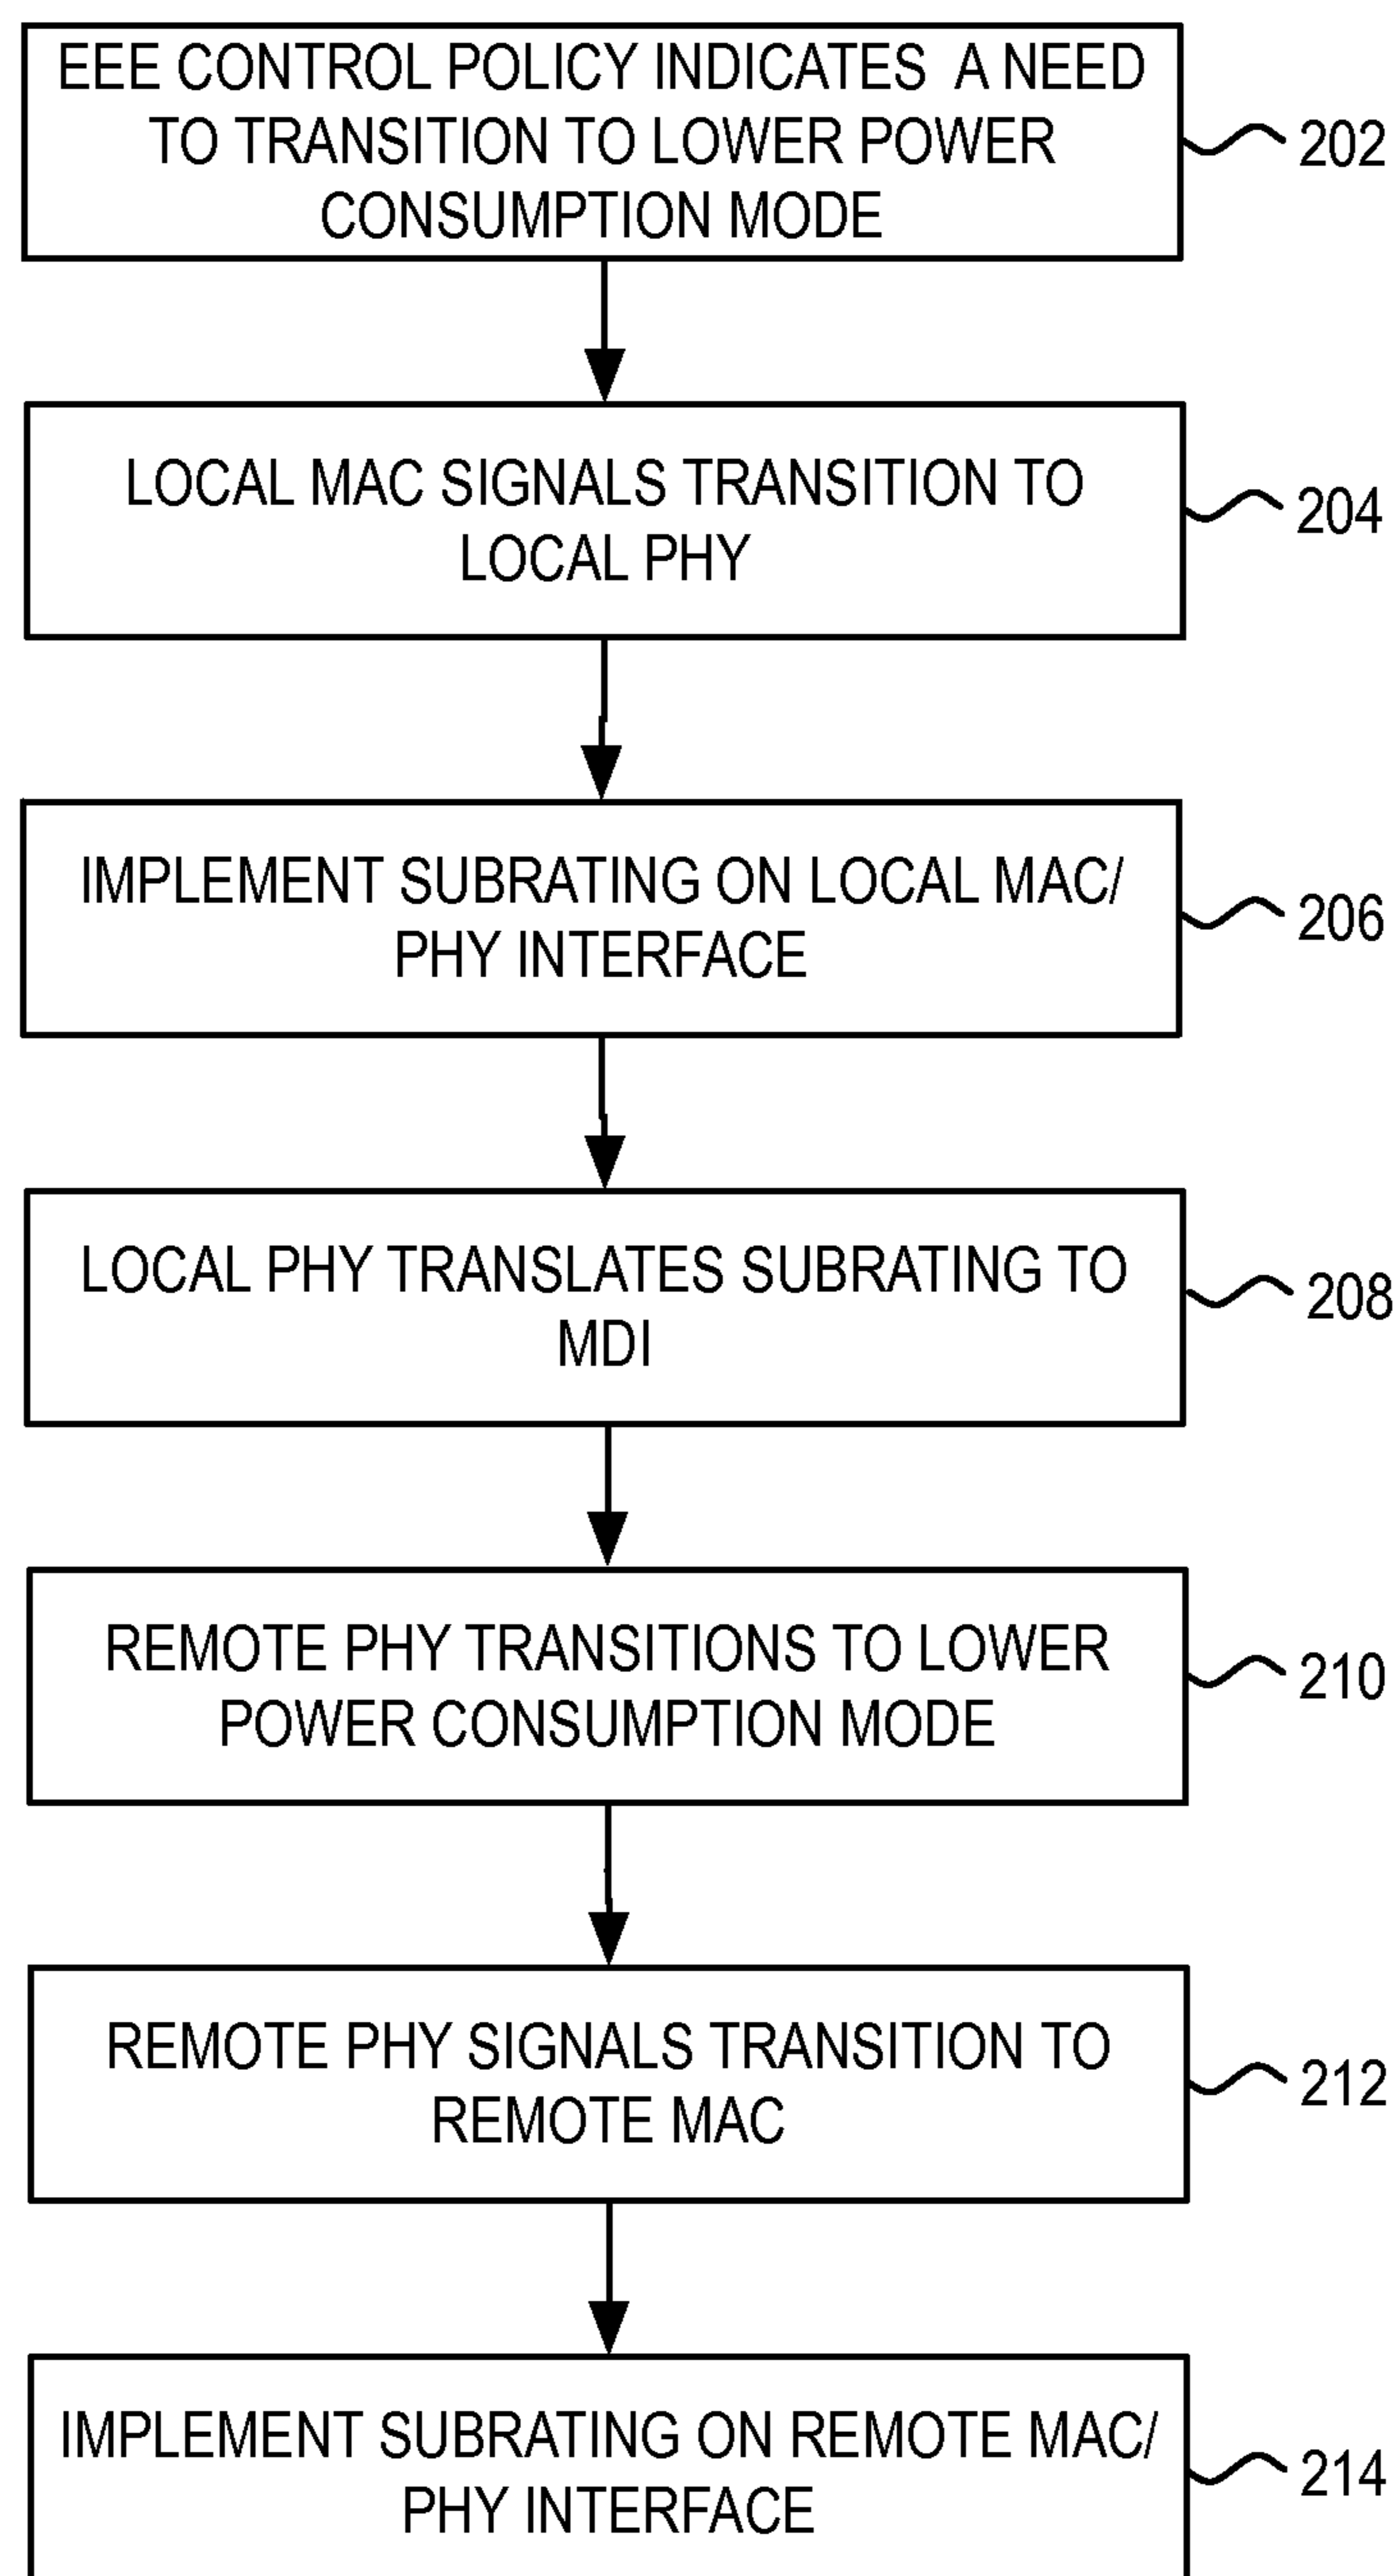 EEE CONTROL POLICY INDICATES A NEED
TO TRANSITION TO LOWER POWER
CONSUMPTION MODE
202
LOCAL MAC SIGNALS TRANSITION TO
LOCAL PHY
204
IMPLEMENT SUBRATING ON LOCAL MAC/
PHY INTERFACE
206
LOCAL PHY TRANSLATES SUBRATING TO
MDI
208
REMOTE PHY TRANSITIONS TO LOWER
POWER CONSUMPTION MODE
210
REMOTE PHY SIGNALS TRANSITION TO
REMOTE MAC
212
IMPLEMENT SUBRATING ON REMOTE MAC/
PHY INTERFACE
214